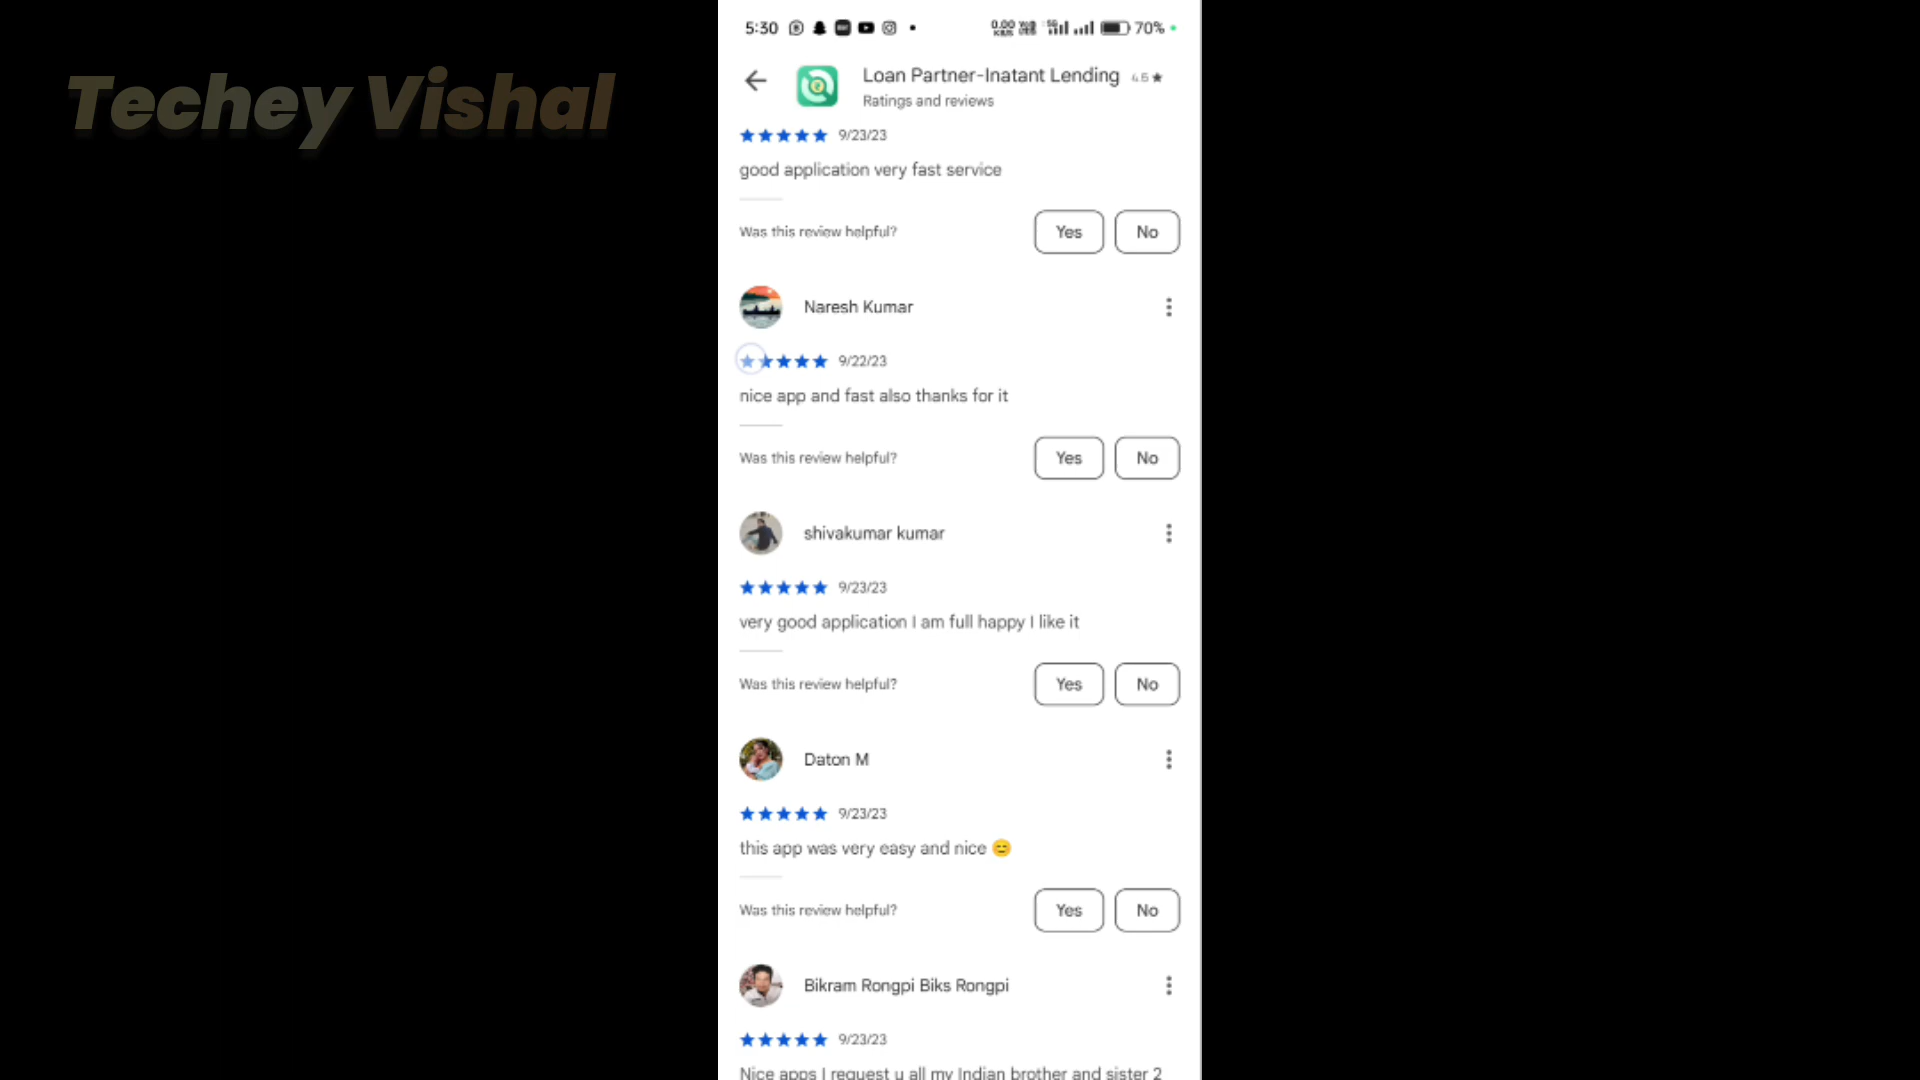 Techey Vishal
5:30
0.00 70%
Loan Partner-Inatant Lending 4.5★
Ratings and reviews
9/23/23
good application very fast service
Was this review helpful? Yes No
Naresh Kumar
9/22/23
nice app and fast also thanks for it
Was this review helpful? Yes No
shivakumar kumar
9/23/23
very good application I am full happy I like it
Was this review helpful? Yes No
Daton M
9/23/23
this app was very easy and nice 😊
Was this review helpful? Yes No
Bikram Rongpi Biks Rongpi
9/23/23
Nice apps I request u all my Indian brother and sister 2